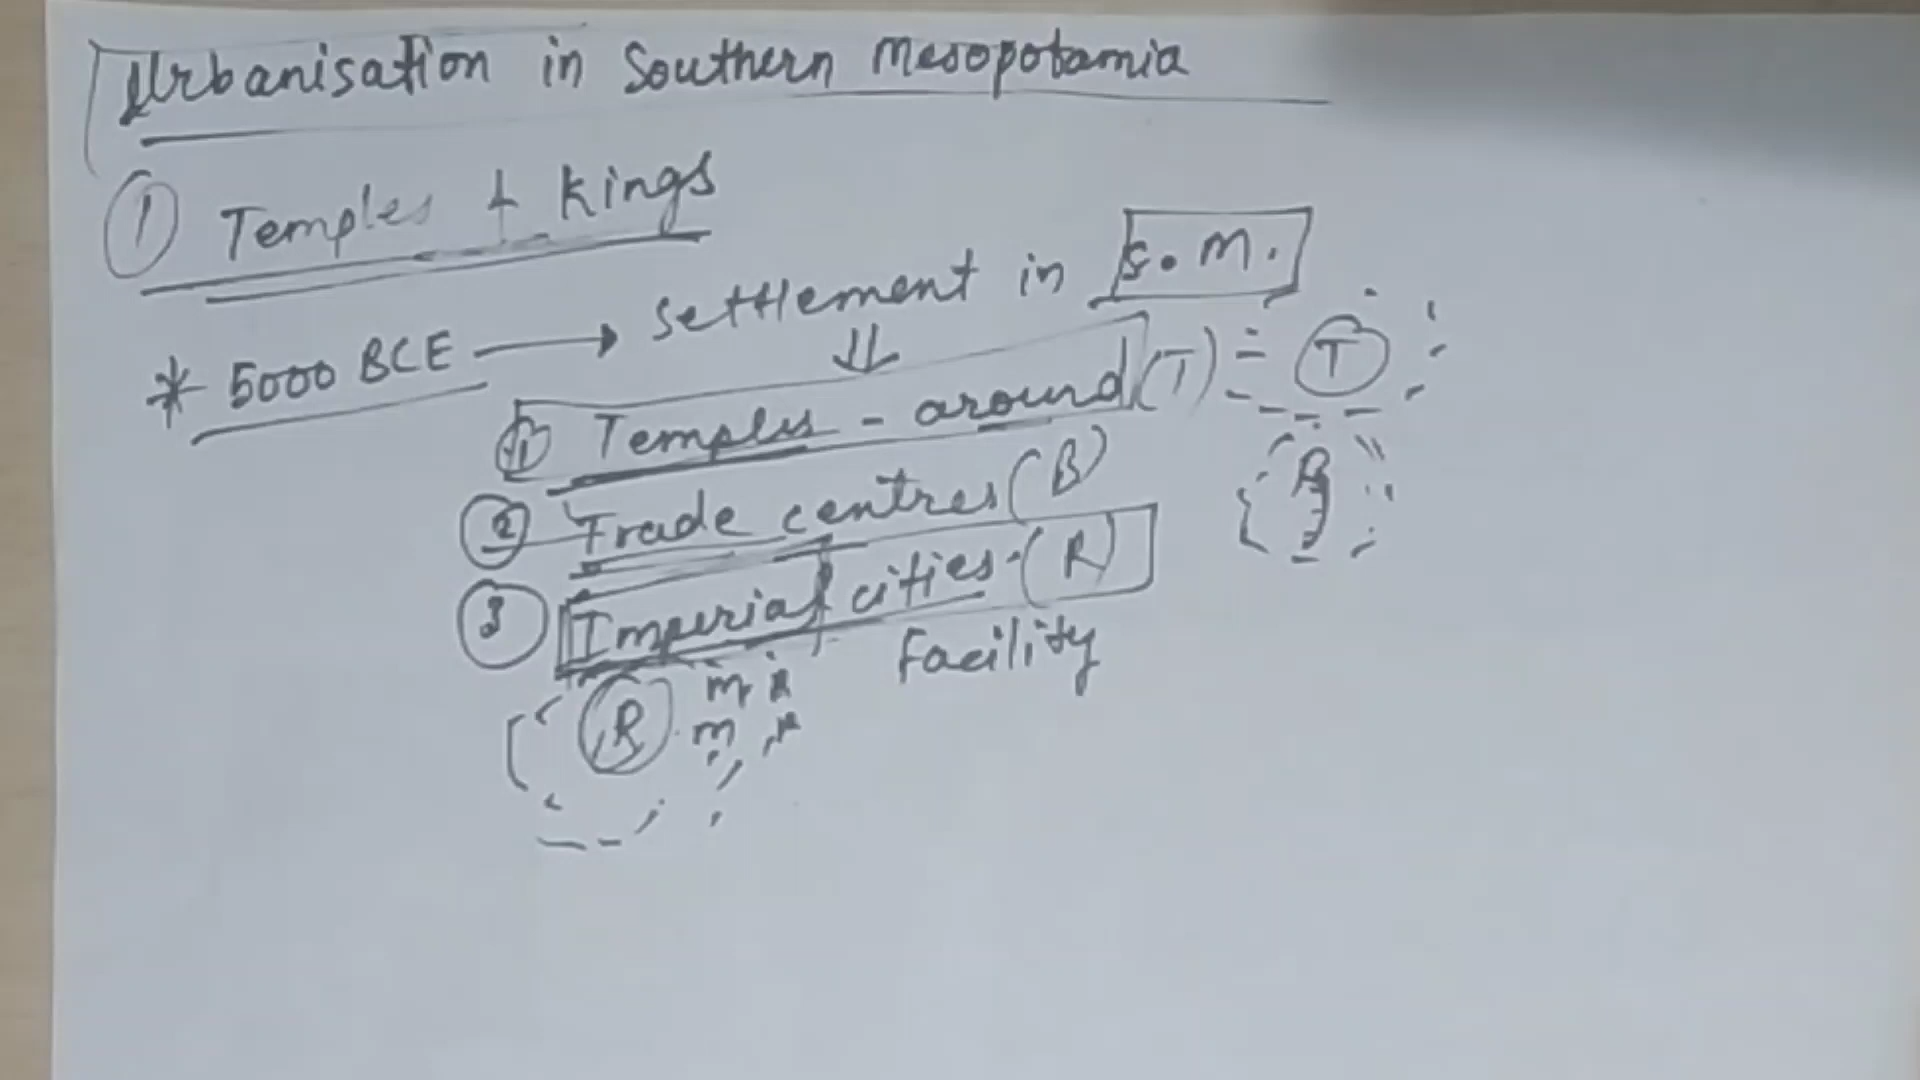 Urbanisation in Southern Mesopotamia
① Temples + Kings
* 5000 BCE → Settlement in S.M.
⇓
① Temples - around (T) = T
② Trade centres (B) B
③ Imperial cities. (R)
Facility
R m
m